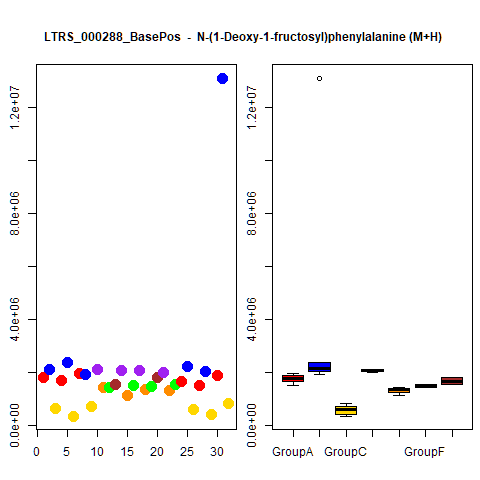 LTRS_000288_BasePos - N-(1-Deoxy-1-fructosyl)phenylalanine (M+H)
1.2e+07
8.0e+06
4.0e+06
0.0e+00
0 5 10 15 20 25 30
1.2e+07
8.0e+06
4.0e+06
0.0e+00
GroupA GroupC GroupF